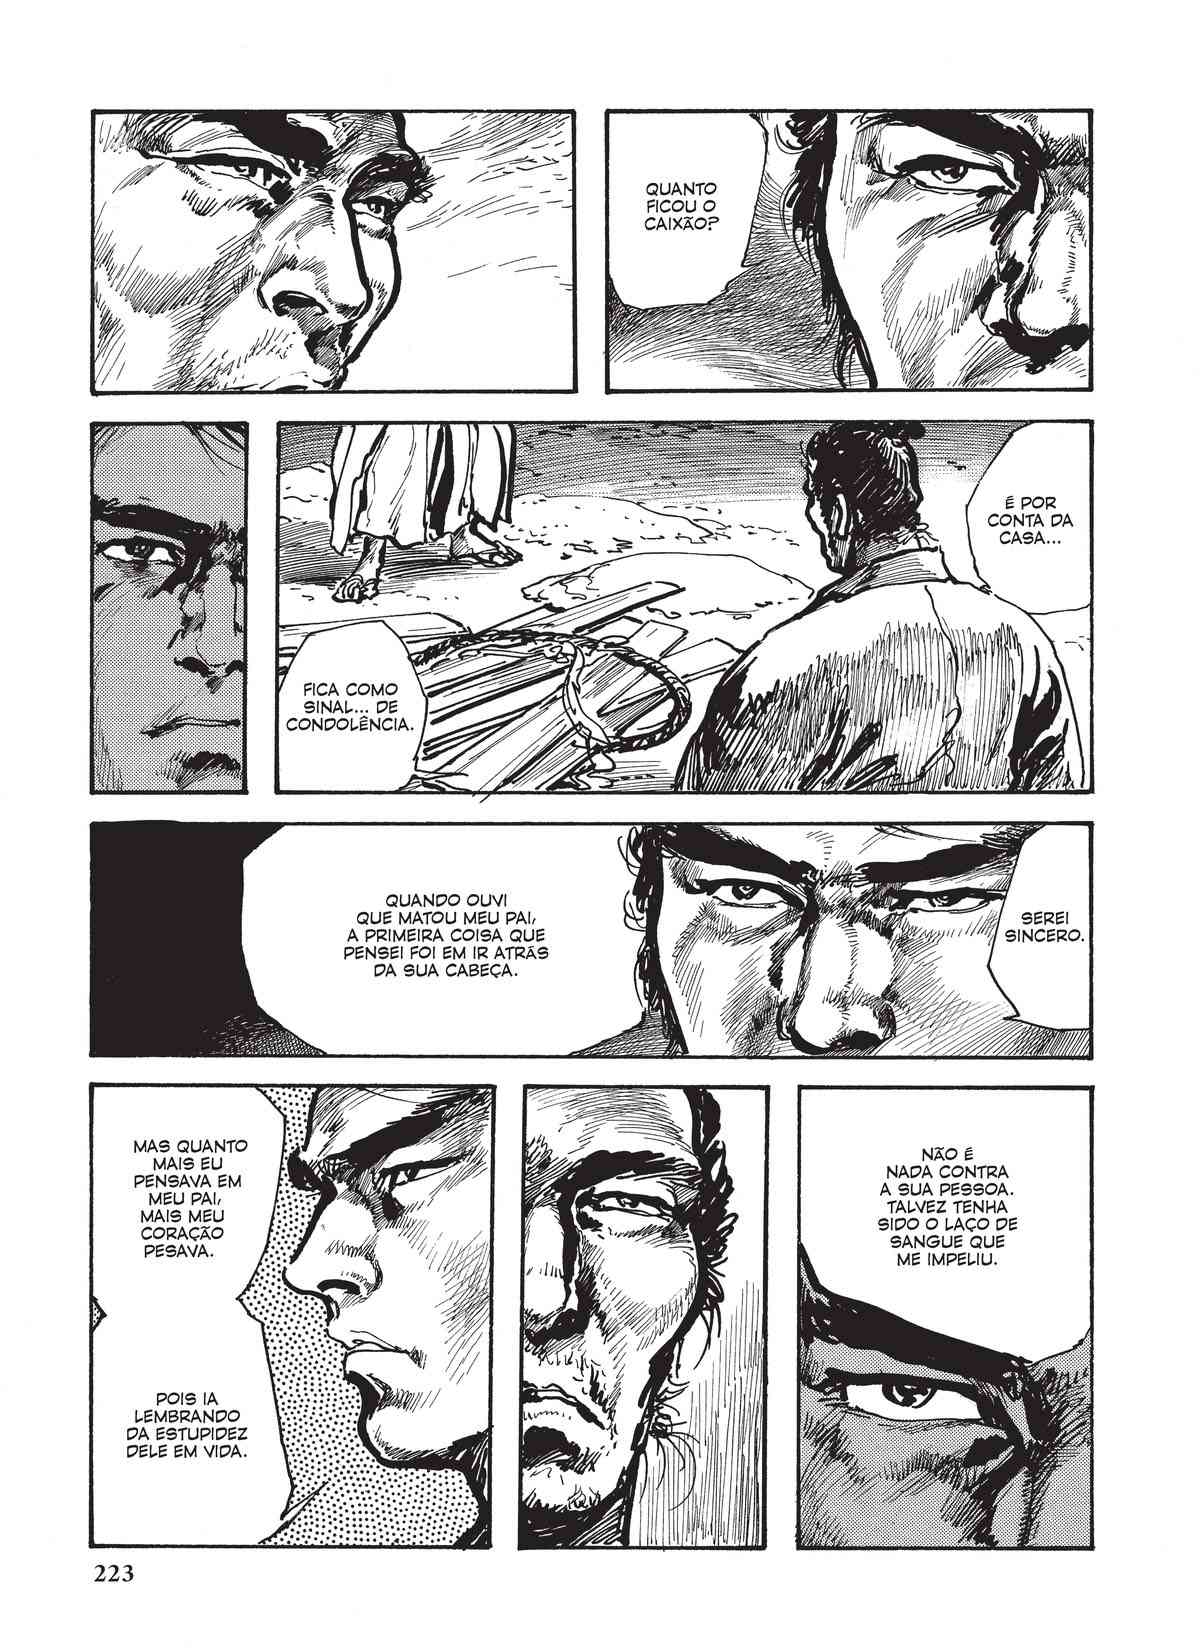 QUANTO
FICOU O
CAIXÃO?
É POR
CONTA DA
CASA...
FICA COMO
SINAL... DE
CONDOLÊNCIA.
SEREI
SINCERO.
QUANDO OUVI
QUE MATOU MEU PAI,
A PRIMEIRA COISA QUE
PENSEI FOI EM IR ATRÁS
DA SUA CABEÇA.
NÃO É
NADA CONTRA
A SUA PESSOA.
TALVEZ TENHA
SIDO O LAÇO DE
SANGUE QUE
ME IMPELIU.
MAS QUANTO
MAIS EU
PENSAVA EM
MEU PAI,
MAIS MEU
CORAÇÃO
PESAVA.
POIS IA
LEMBRANDO
DA ESTUPIDEZ
DELE EM VIDA.
223